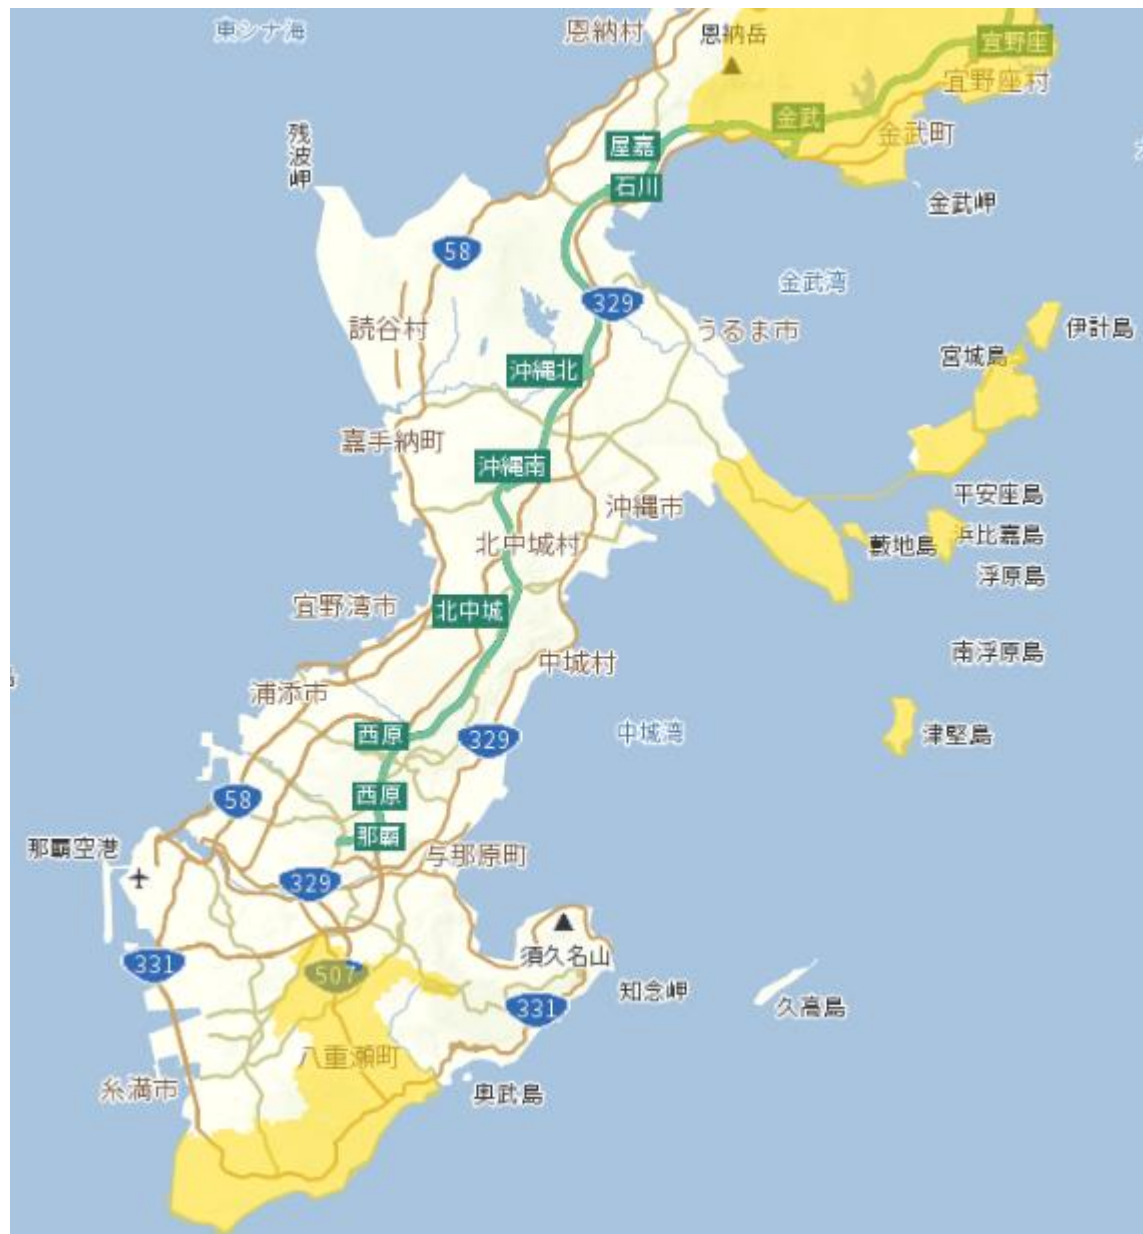 東シナ海
恩納村
恩納岳
宜野座
宜野座村
金武
金武町
屋嘉
残波岬
石川
金武岬
58
金武湾
329
読谷村
うるま市
伊計島
宮城島
沖縄北
嘉手納町
沖縄南
平安座島
沖縄市
浜比嘉島
藪地島
北中城村
浮原島
宜野湾市
北中城
南浮原島
中城村
浦添市
西原
329
中城湾
津堅島
58
西原
那覇
那覇空港
与那原町
329
須久名山
331
507
知念岬
331
久高島
八重瀬町
糸満市
奥武島